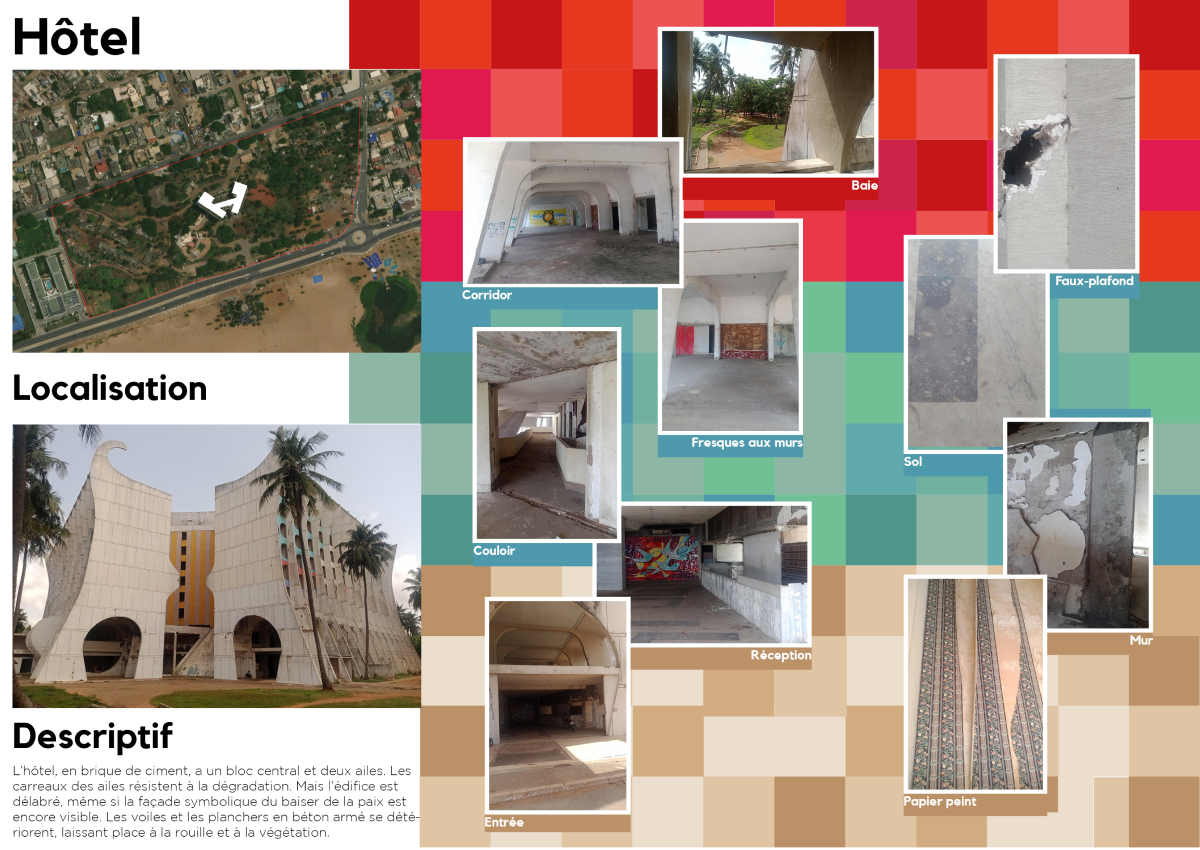 Hôtel
Localisation
Descriptif
L'hôtel, en brique de ciment, a un bloc central et deux ailes. Les
carreaux des ailes résistent à la dégradation. Mais l'édifice est
délabré, même si la façade symbolique du baiser de la paix est
encore visible. Les voiles et les planchers en béton armé se dété-
riorent, laissant place à la rouille et à la végétation.
Baie
Corridor
Fresques aux murs
Couloir
Réception
Entrée
Faux-plafond
Sol
Mur
Papier peint